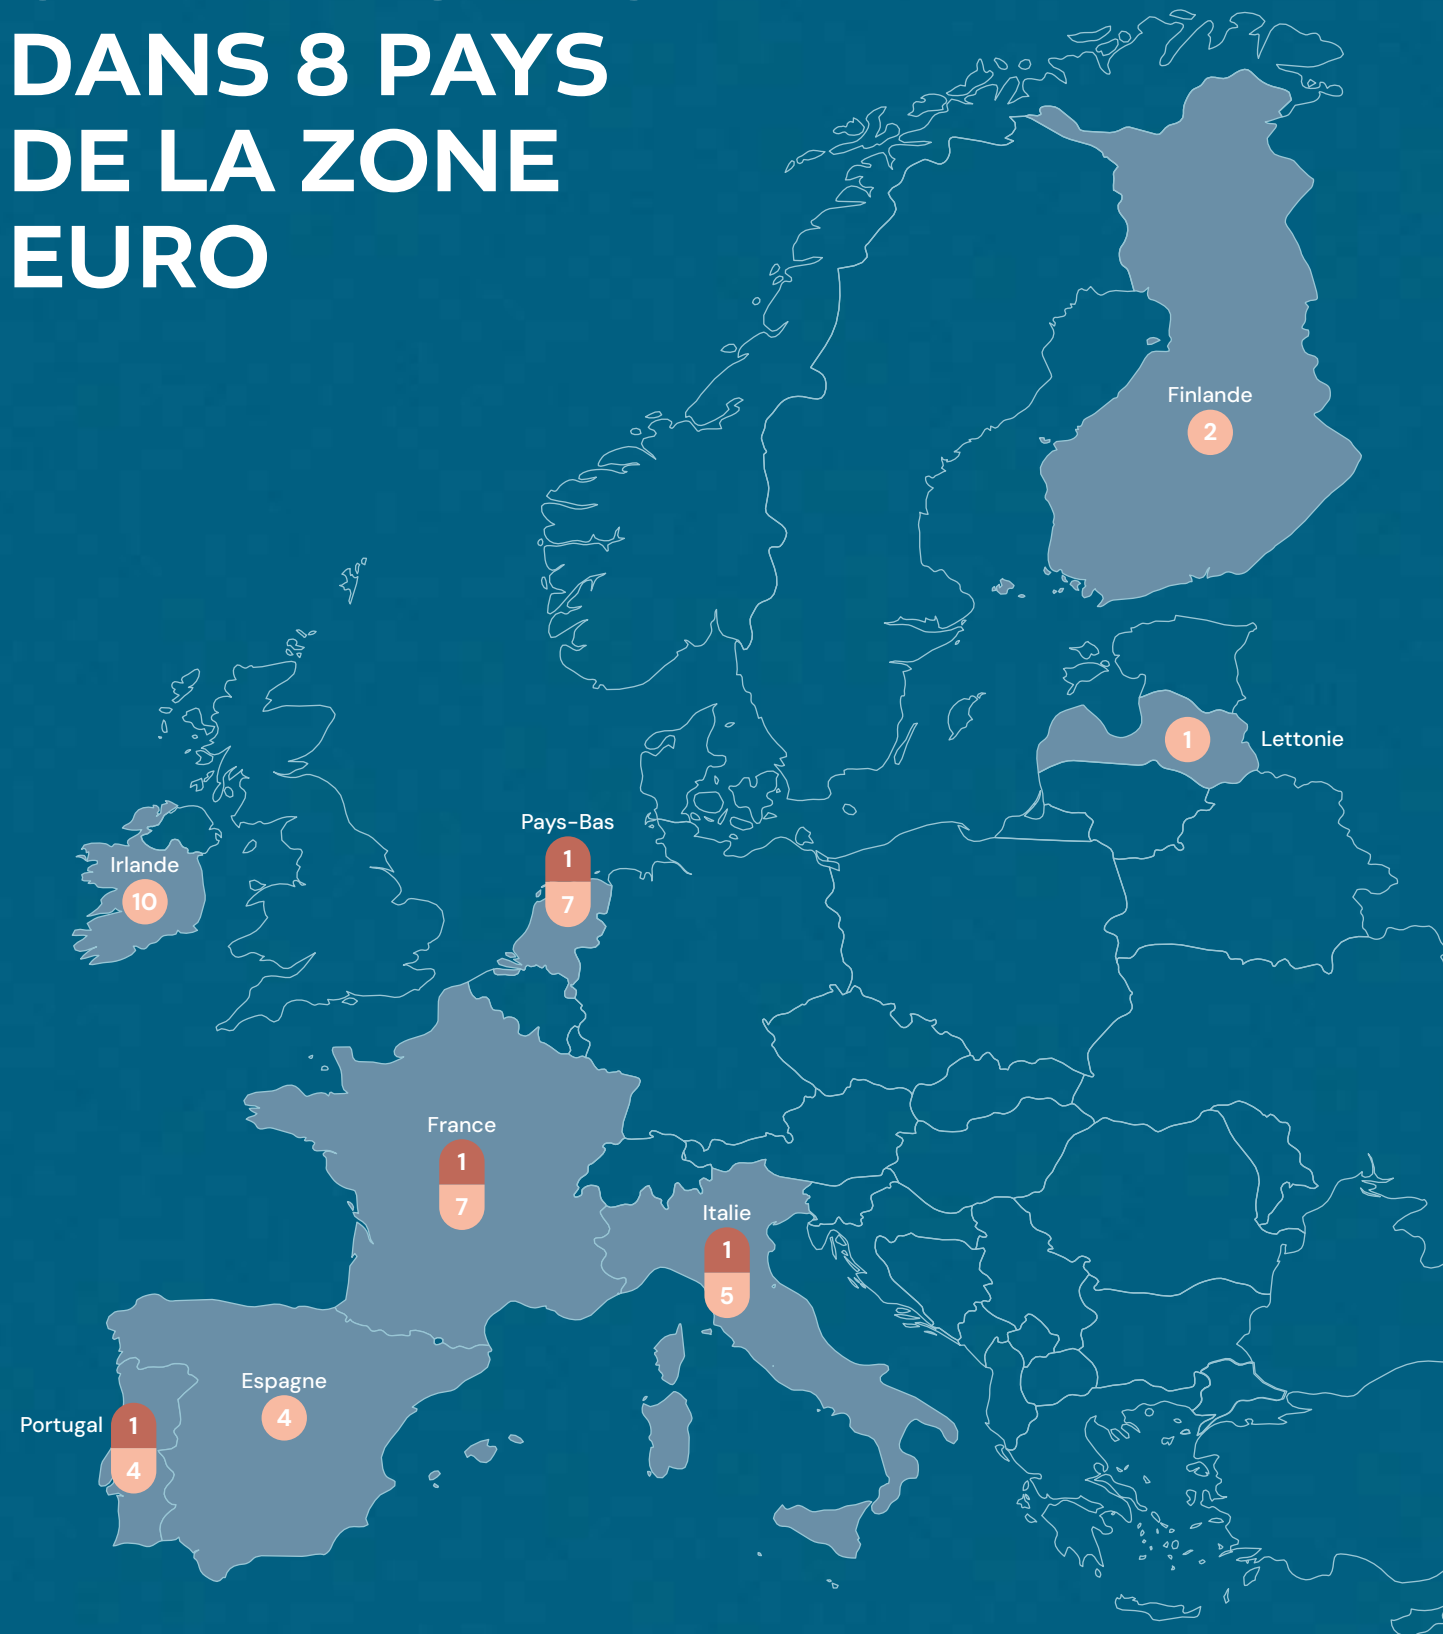 DANS 8 PAYS
DE LA ZONE
EURO
Finlande
2
1
Lettonie
Pays-Bas
1
7
Irlande
10
France
1
7
Italie
1
5
Espagne
4
Portugal
1
4